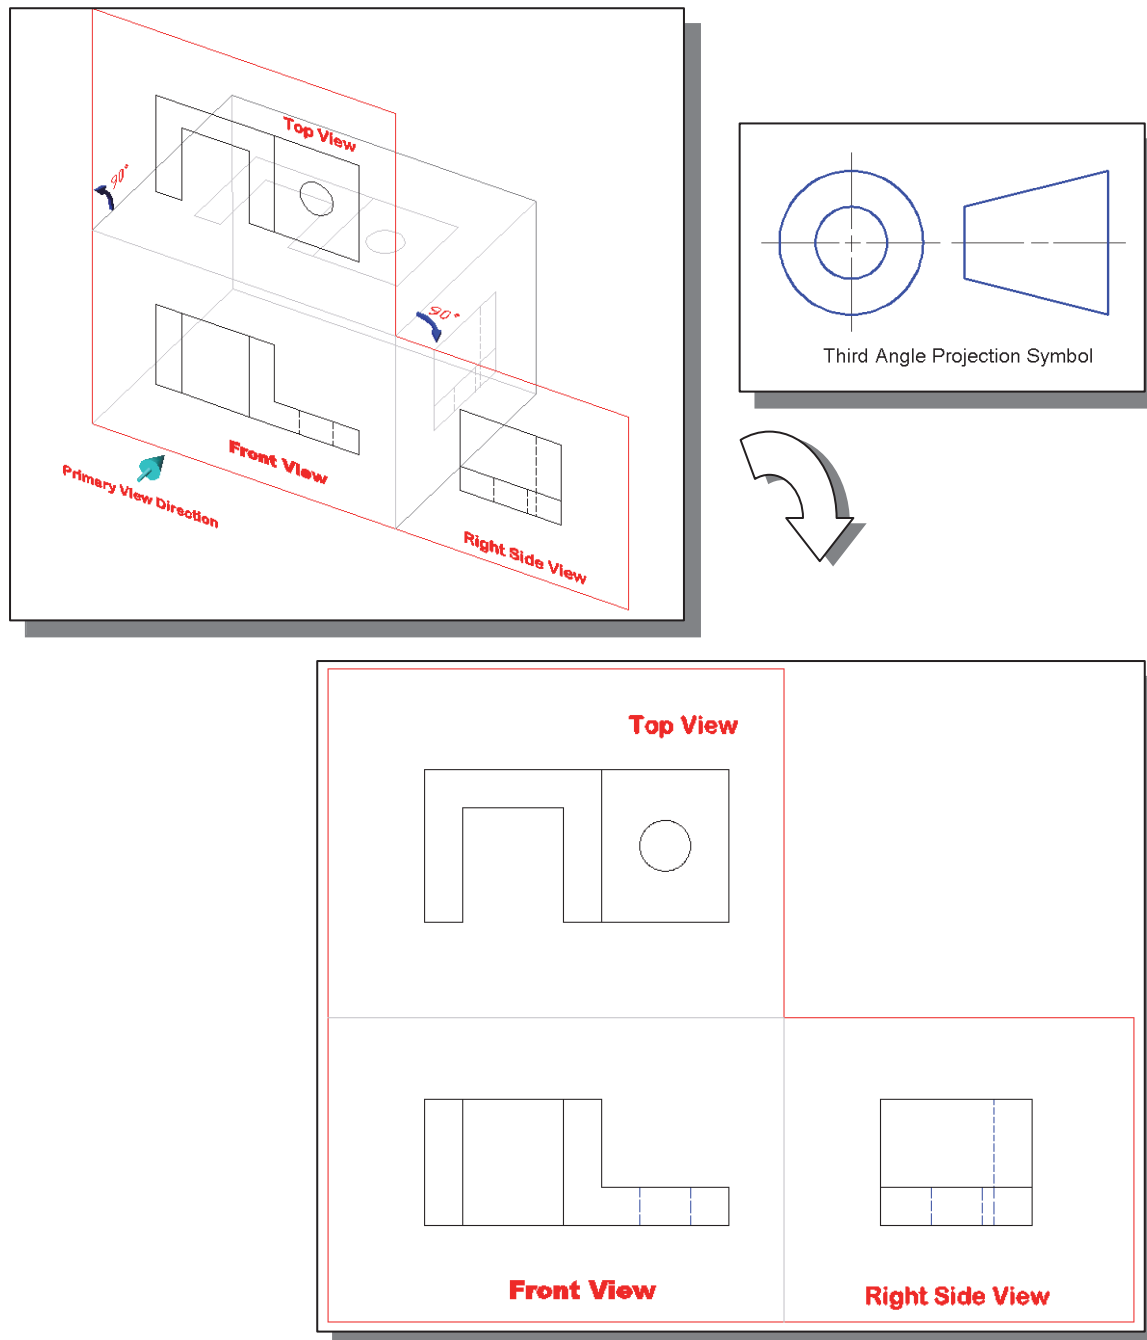 Top View
90°
90°
Front View
Primary View Direction
Right Side View
Third Angle Projection Symbol
Top View
Front View
Right Side View